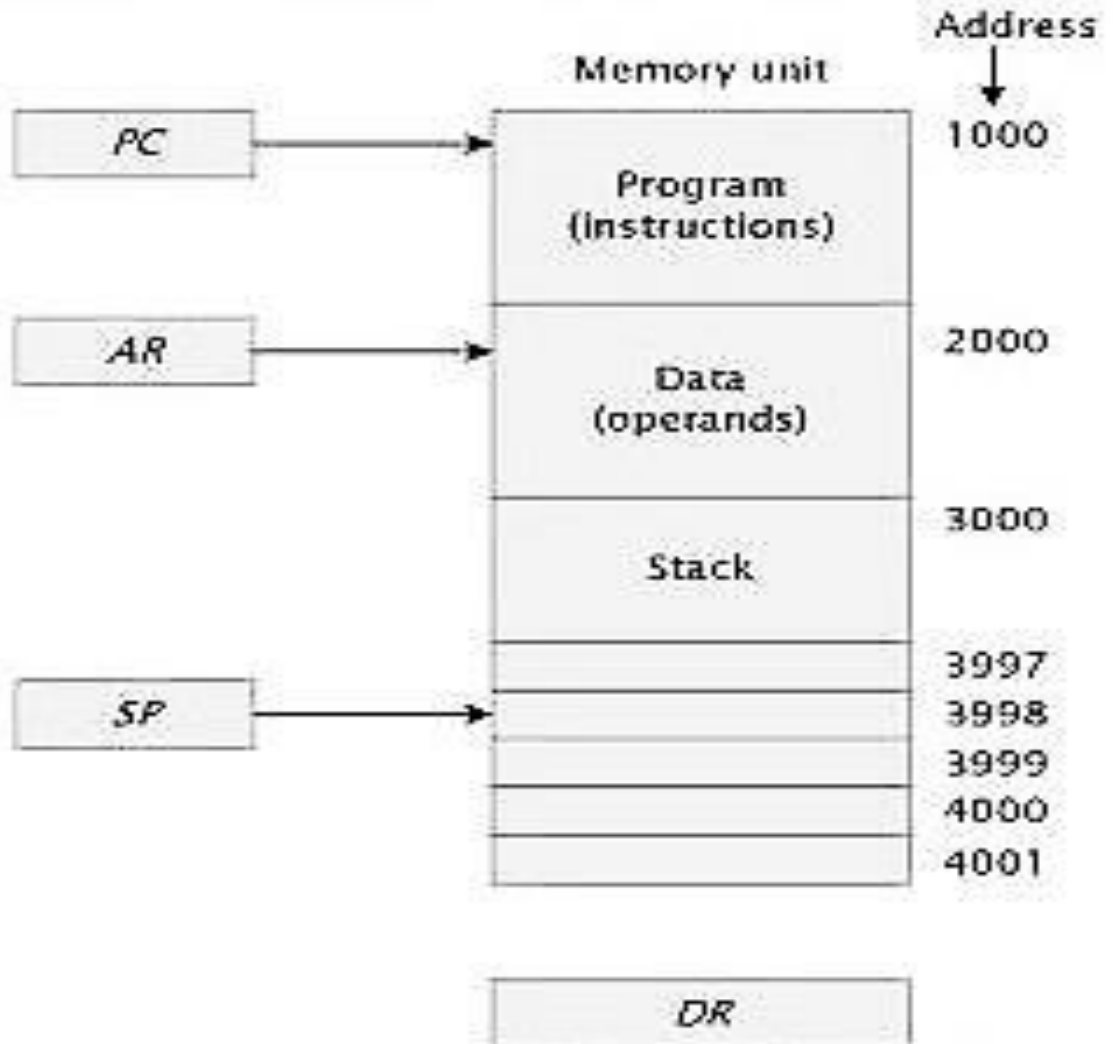 Address
Memory unit
PC
1000
Program
(instructions)
AR
2000
Data
(operands)
3000
Stack
3997
SP
3998
3999
4000
4001
DR